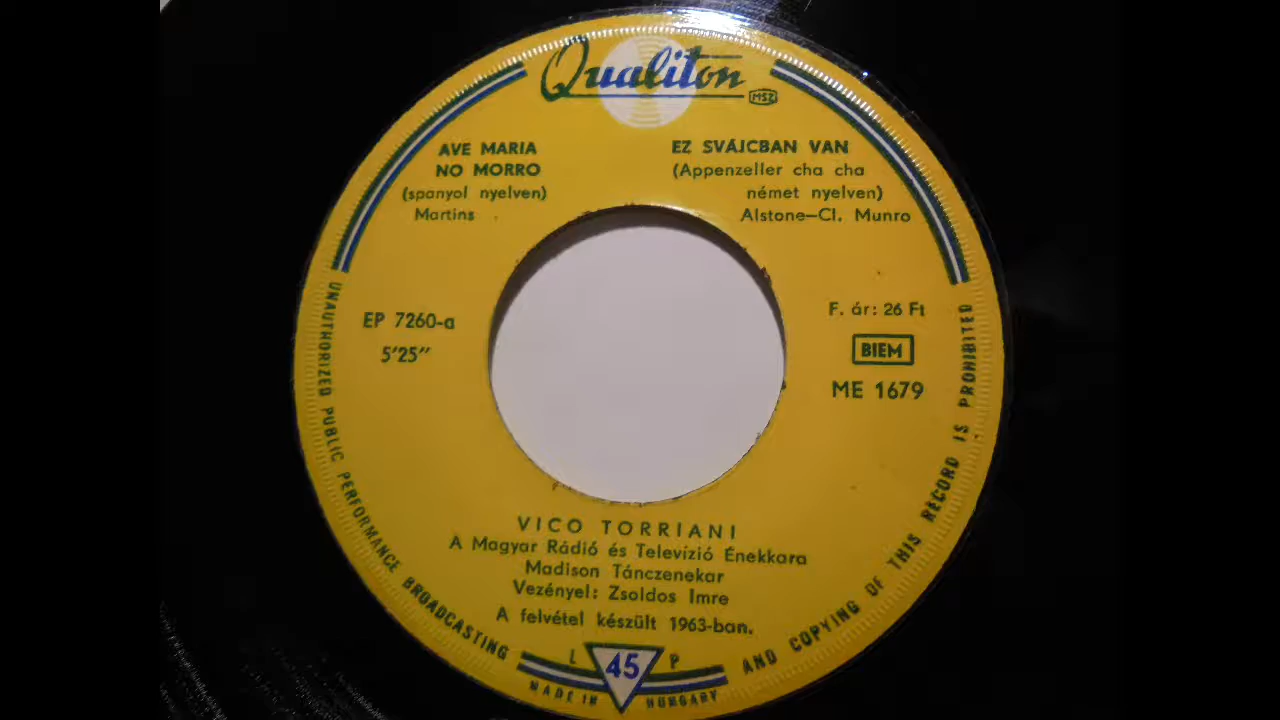 Qualiton
MSZ
AVE MARIA
NO MORRO
(spanyol nyelven)
Martins
EZ SVÁJCBAN VAN
(Appenzeller cha cha
német nyelven)
Alstone—Cl. Munro
EP 7260-a
5'25"
F. ár: 26 Ft
BIEM
ME 1679
VICO TORRIANI
A Magyar Rádió és Televízió Énekkara
Madison Tánczenekar
Vezényel: Zsoldos Imre
A felvétel készült 1963-ban.
L 45 P
MADE IN HUNGARY
UNAUTHORIZED PUBLIC PERFORMANCE BROADCASTING AND COPYING OF THIS RECORD IS PROHIBITED